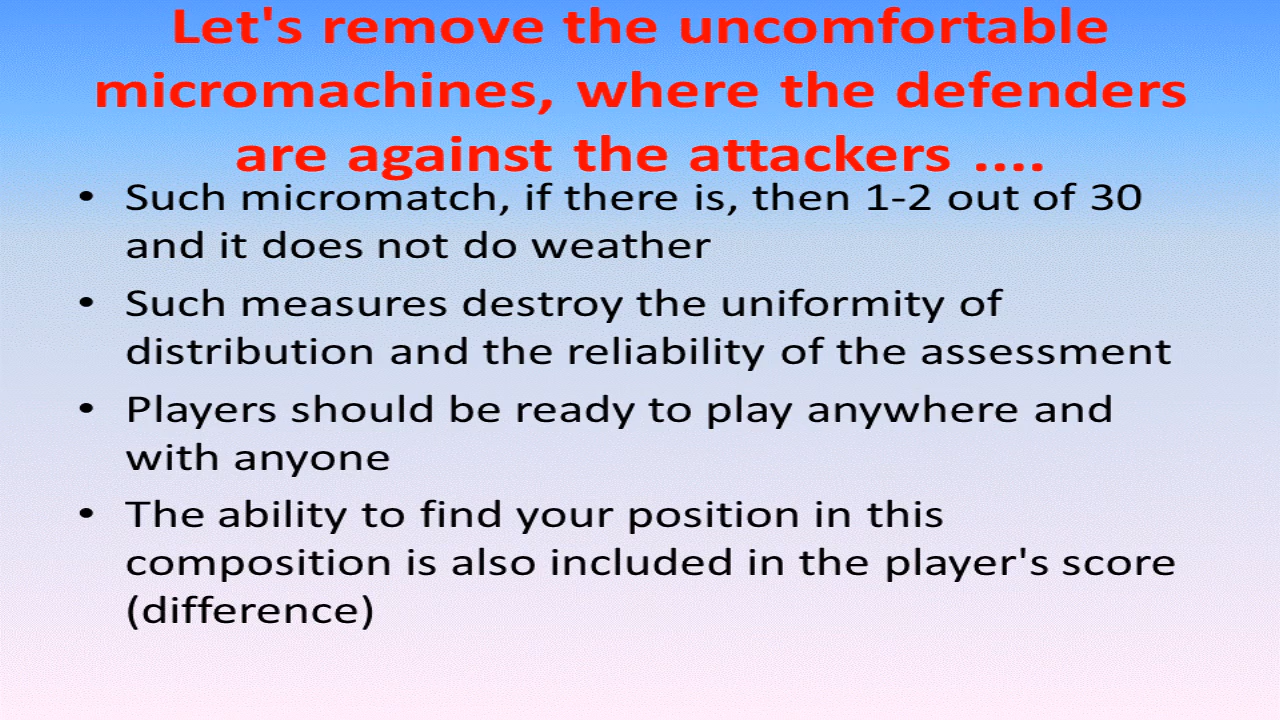 Let's remove the uncomfortable
micromachines, where the defenders
are against the attackers ....
• Such micromatch, if there is, then 1-2 out of 30
and it does not do weather
• Such measures destroy the uniformity of
distribution and the reliability of the assessment
• Players should be ready to play anywhere and
with anyone
• The ability to find your position in this
composition is also included in the player's score
(difference)